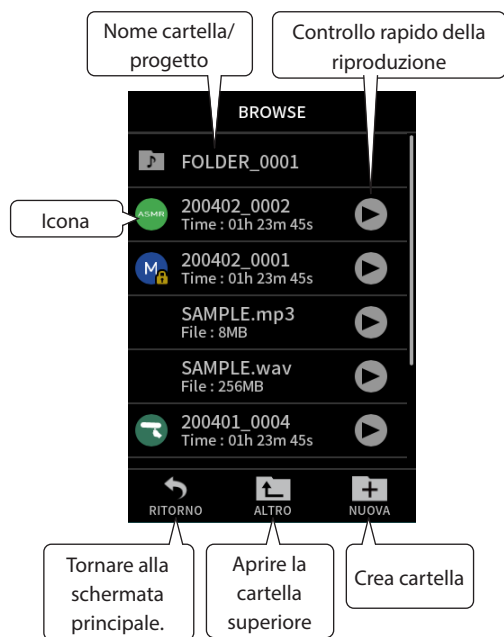 Nome cartella/
progetto
Controllo rapido della
riproduzione
BROWSE
FOLDER_0001
Icona
ASMR
200402_0002
Time : 01h 23m 45s
M
200402_0001
Time : 01h 23m 45s
SAMPLE.mp3
File : 8MB
SAMPLE.wav
File : 256MB
200401_0004
Time : 01h 23m 45s
RITORNO
ALTRO
NUOVA
Tornare alla
schermata
principale.
Aprire la
cartella
superiore
Crea cartella